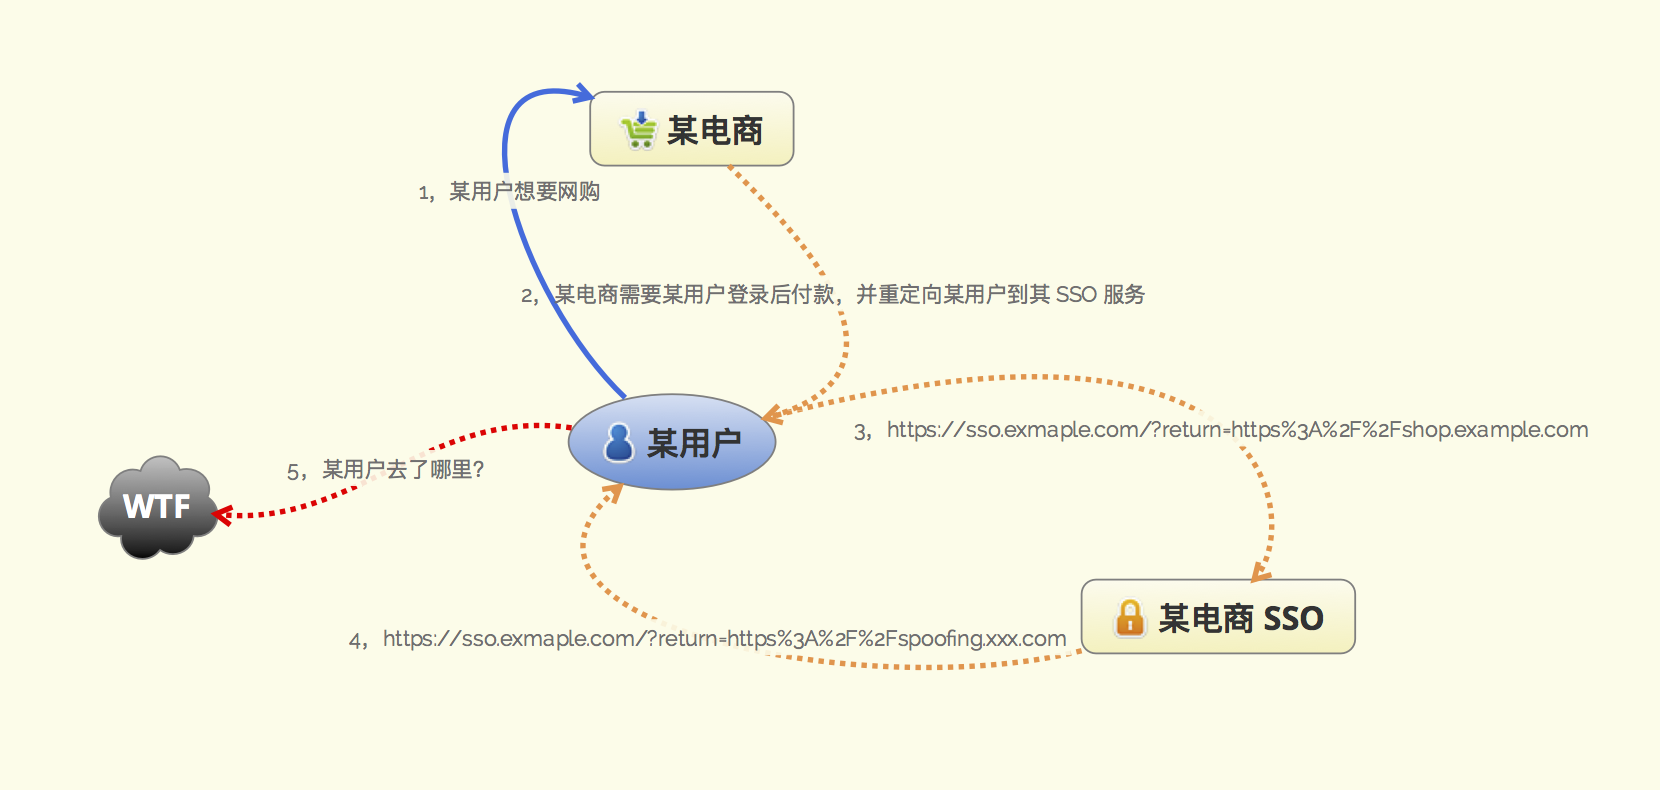 某电商
1，某用户想要网购
2，某电商需要某用户登录后付款，并重定向某用户到其 SSO 服务
3，https://sso.exmaple.com/?return=https%3A%2F%2Fshop.example.com
某用户
5，某用户去了哪里？
WTF
某电商 SSO
4，https://sso.exmaple.com/?return=https%3A%2F%2Fspoofing.xxx.com